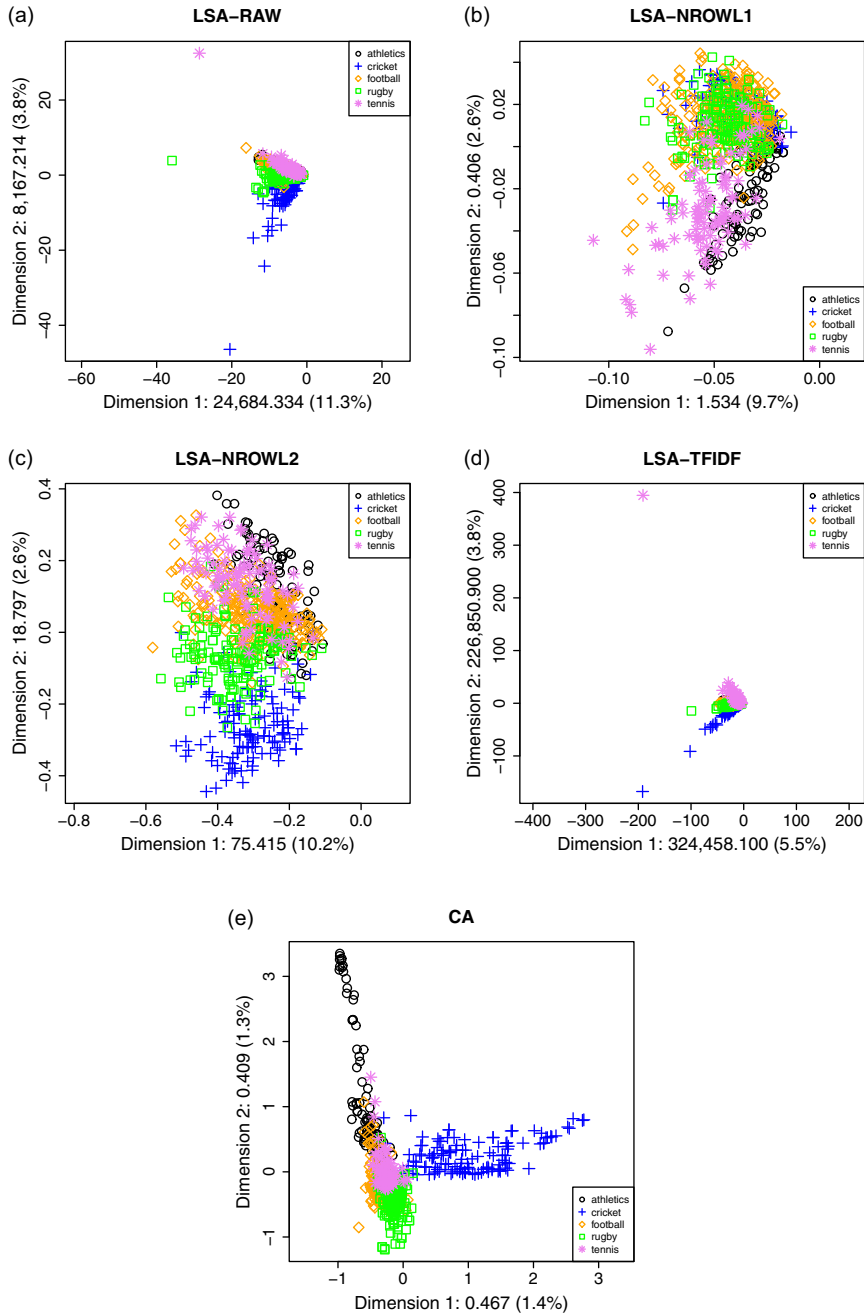 (a)
LSA-RAW
athletics
cricket
football
rugby
tennis
20
0
−20
−40
Dimension 2: 8,167.214 (3.8%)
−60
−40
−20
0
20
Dimension 1: 24,684.334 (11.3%)
(b)
LSA-NROWL1
0.02
−0.02
−0.06
−0.10
Dimension 2: 0.406 (2.6%)
athletics
cricket
football
rugby
tennis
−0.10
−0.05
0.00
Dimension 1: 1.534 (9.7%)
(c)
LSA-NROWL2
athletics
cricket
football
rugby
tennis
0.4
0.2
0.0
−0.2
−0.4
Dimension 2: 18.797 (2.6%)
−0.8
−0.6
−0.4
−0.2
0.0
Dimension 1: 75.415 (10.2%)
(d)
LSA-TFIDF
athletics
cricket
football
rugby
tennis
400
300
200
100
0
−100
Dimension 2: 226,850.900 (3.8%)
−400
−300
−200
−100
0
100
200
Dimension 1: 324,458.100 (5.5%)
(e)
CA
3
2
1
0
−1
Dimension 2: 0.409 (1.3%)
athletics
cricket
football
rugby
tennis
−1
0
1
2
3
Dimension 1: 0.467 (1.4%)